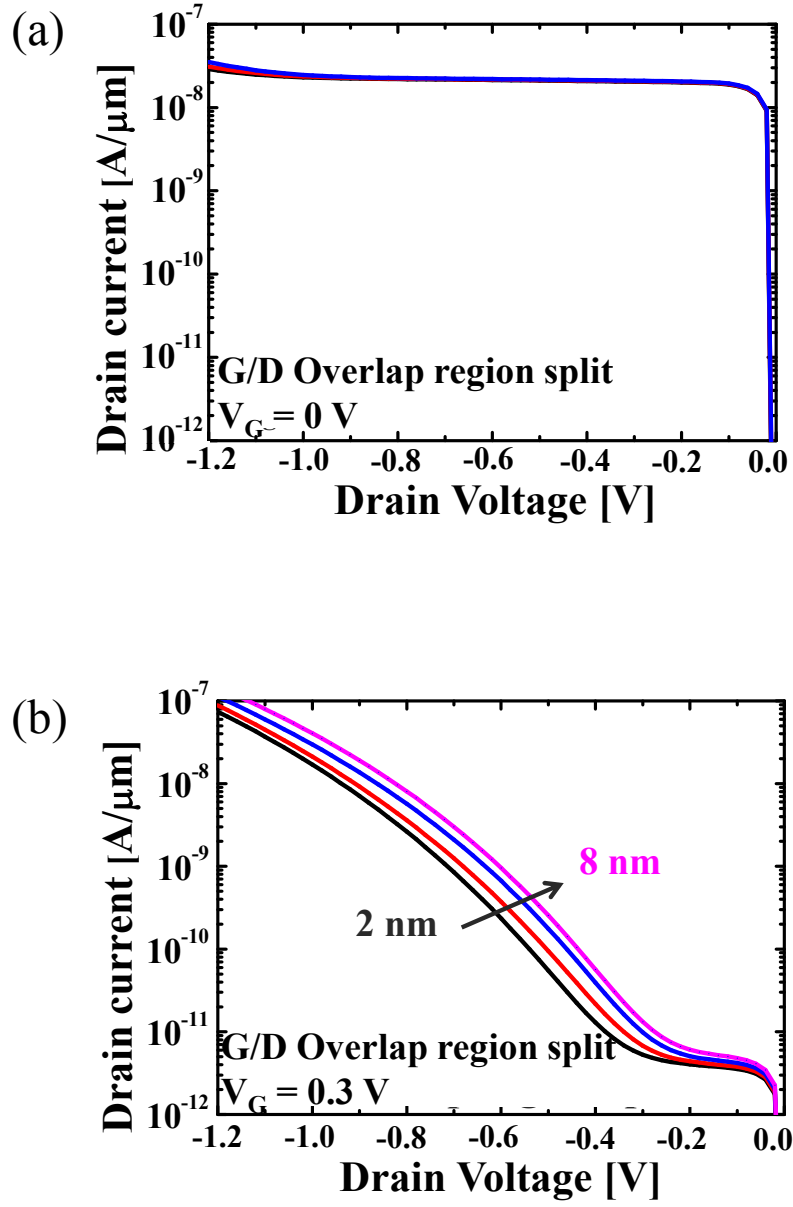 (a)
Drain current [A/μm]
10⁻⁷
10⁻⁸
10⁻⁹
10⁻¹⁰
10⁻¹¹
10⁻¹²
G/D Overlap region split
V_G = 0 V
-1.2 -1.0 -0.8 -0.6 -0.4 -0.2 0.0
Drain Voltage [V]
(b)
Drain current [A/μm]
10⁻⁷
10⁻⁸
10⁻⁹
10⁻¹⁰
10⁻¹¹
10⁻¹²
8 nm
2 nm
G/D Overlap region split
V_G = 0.3 V
-1.2 -1.0 -0.8 -0.6 -0.4 -0.2 0.0
Drain Voltage [V]